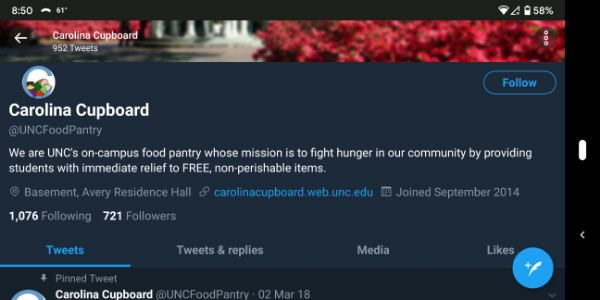 8:50 61° 58%
Carolina Cupboard
952 Tweets
Follow
Carolina Cupboard
@UNCFoodPantry
We are UNC's on-campus food pantry whose mission is to fight hunger in our community by providing
students with immediate relief to FREE, non-perishable items.
Basement, Avery Residence Hall carolinacupboard.web.unc.edu Joined September 2014
1,076 Following 721 Followers
Tweets Tweets & replies Media Likes
Pinned Tweet
Carolina Cupboard @UNCFoodPantry · 02 Mar 18